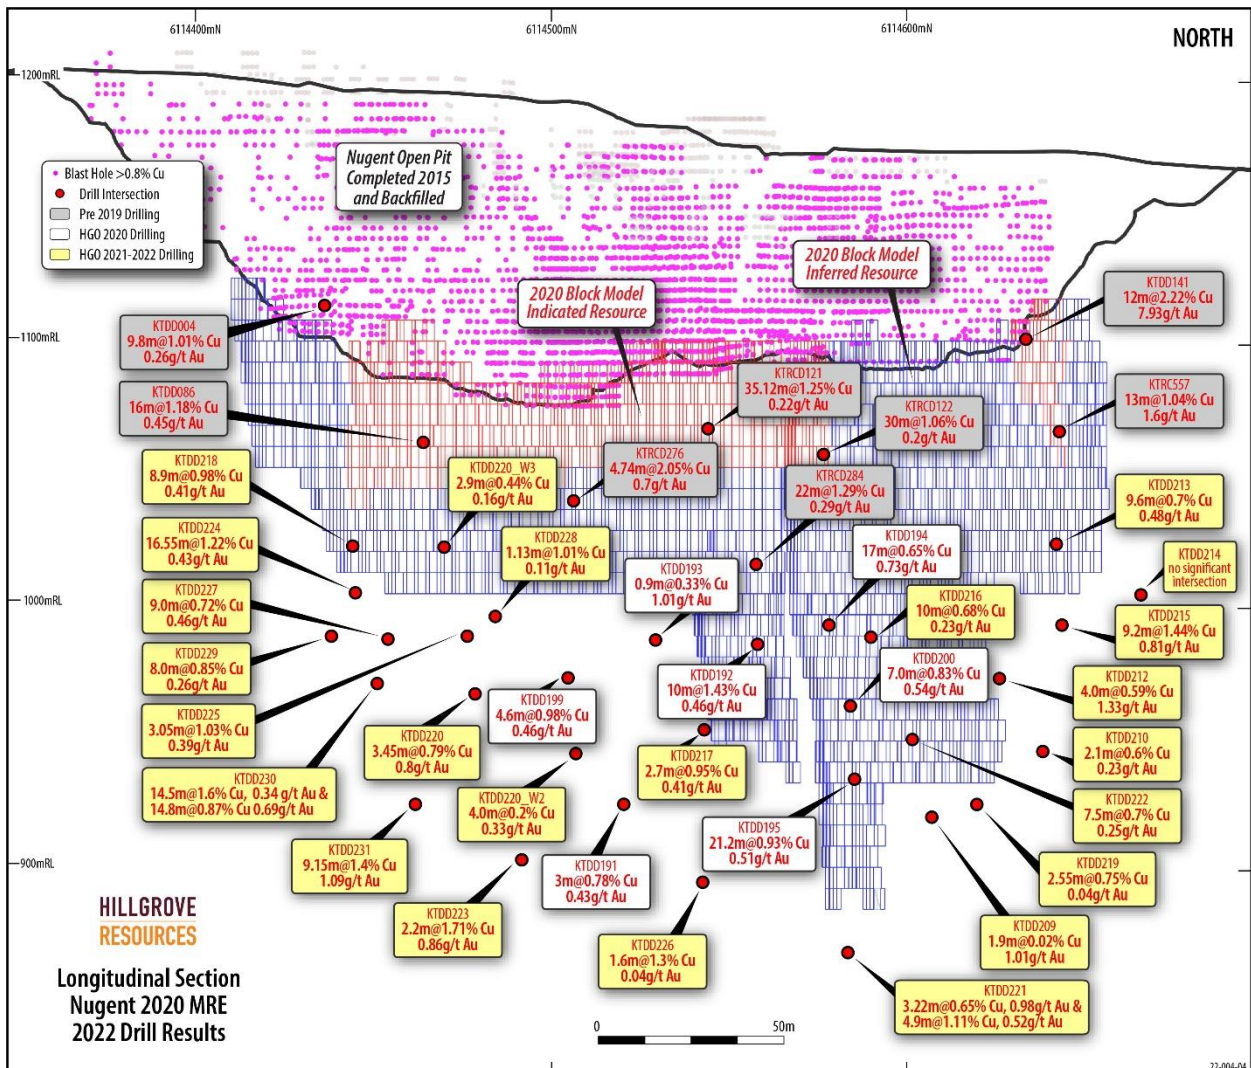 6114400mN
6114500mN
6114600mN
NORTH
1200mRL
Nugent Open Pit
Completed 2015
and Backfilled
Blast Hole >0.8% Cu
Drill Intersection
Pre 2019 Drilling
HGO 2020 Drilling
HGO 2021-2022 Drilling
2020 Block Model
Inferred Resource
2020 Block Model
Indicated Resource
KTDD141
12m@2.22% Cu
7.93g/t Au
KTDD004
9.8m@1.01% Cu
0.26g/t Au
1100mRL
KTRCD121
35.12m@1.25% Cu
0.22g/t Au
KTRC557
13m@1.04% Cu
1.6g/t Au
KTDD086
16m@1.18% Cu
0.45g/t Au
KTRCD122
30m@1.06% Cu
0.2g/t Au
KTRCD276
4.74m@2.05% Cu
0.7g/t Au
KTDD218
8.9m@0.98% Cu
0.41g/t Au
KTDD220_W3
2.9m@0.44% Cu
0.16g/t Au
KTRCD284
22m@1.29% Cu
0.29g/t Au
KTDD213
9.6m@0.7% Cu
0.48g/t Au
KTDD224
16.55m@1.22% Cu
0.43g/t Au
KTDD228
1.13m@1.01% Cu
0.11g/t Au
KTDD194
17m@0.65% Cu
0.73g/t Au
KTDD193
0.9m@0.33% Cu
1.01g/t Au
KTDD214
no significant
intersection
1000mRL
KTDD227
9.0m@0.72% Cu
0.46g/t Au
KTDD216
10m@0.68% Cu
0.23g/t Au
KTDD215
9.2m@1.44% Cu
0.81g/t Au
KTDD229
8.0m@0.85% Cu
0.26g/t Au
KTDD192
10m@1.43% Cu
0.46g/t Au
KTDD200
7.0m@0.83% Cu
0.54g/t Au
KTDD212
4.0m@0.59% Cu
1.33g/t Au
KTDD225
3.05m@1.03% Cu
0.39g/t Au
KTDD199
4.6m@0.98% Cu
0.46g/t Au
KTDD220
3.45m@0.79% Cu
0.8g/t Au
KTDD217
2.7m@0.95% Cu
0.41g/t Au
KTDD210
2.1m@0.6% Cu
0.23g/t Au
KTDD230
14.5m@1.6% Cu, 0.34 g/t Au &
14.8m@0.87% Cu 0.69g/t Au
KTDD220_W2
4.0m@0.2% Cu
0.33g/t Au
KTDD222
7.5m@0.7% Cu
0.25g/t Au
KTDD195
21.2m@0.93% Cu
0.51g/t Au
900mRL
KTDD231
9.15m@1.4% Cu
1.09g/t Au
KTDD191
3m@0.78% Cu
0.43g/t Au
KTDD219
2.55m@0.75% Cu
0.04g/t Au
KTDD223
2.2m@1.71% Cu
0.86g/t Au
KTDD226
1.6m@1.3% Cu
0.04g/t Au
KTDD209
1.9m@0.02% Cu
1.01g/t Au
KTDD221
3.22m@0.65% Cu, 0.98g/t Au &
4.9m@1.11% Cu, 0.52g/t Au
HILLGROVE
RESOURCES
Longitudinal Section
Nugent 2020 MRE
2022 Drill Results
0
50m
22-004-04